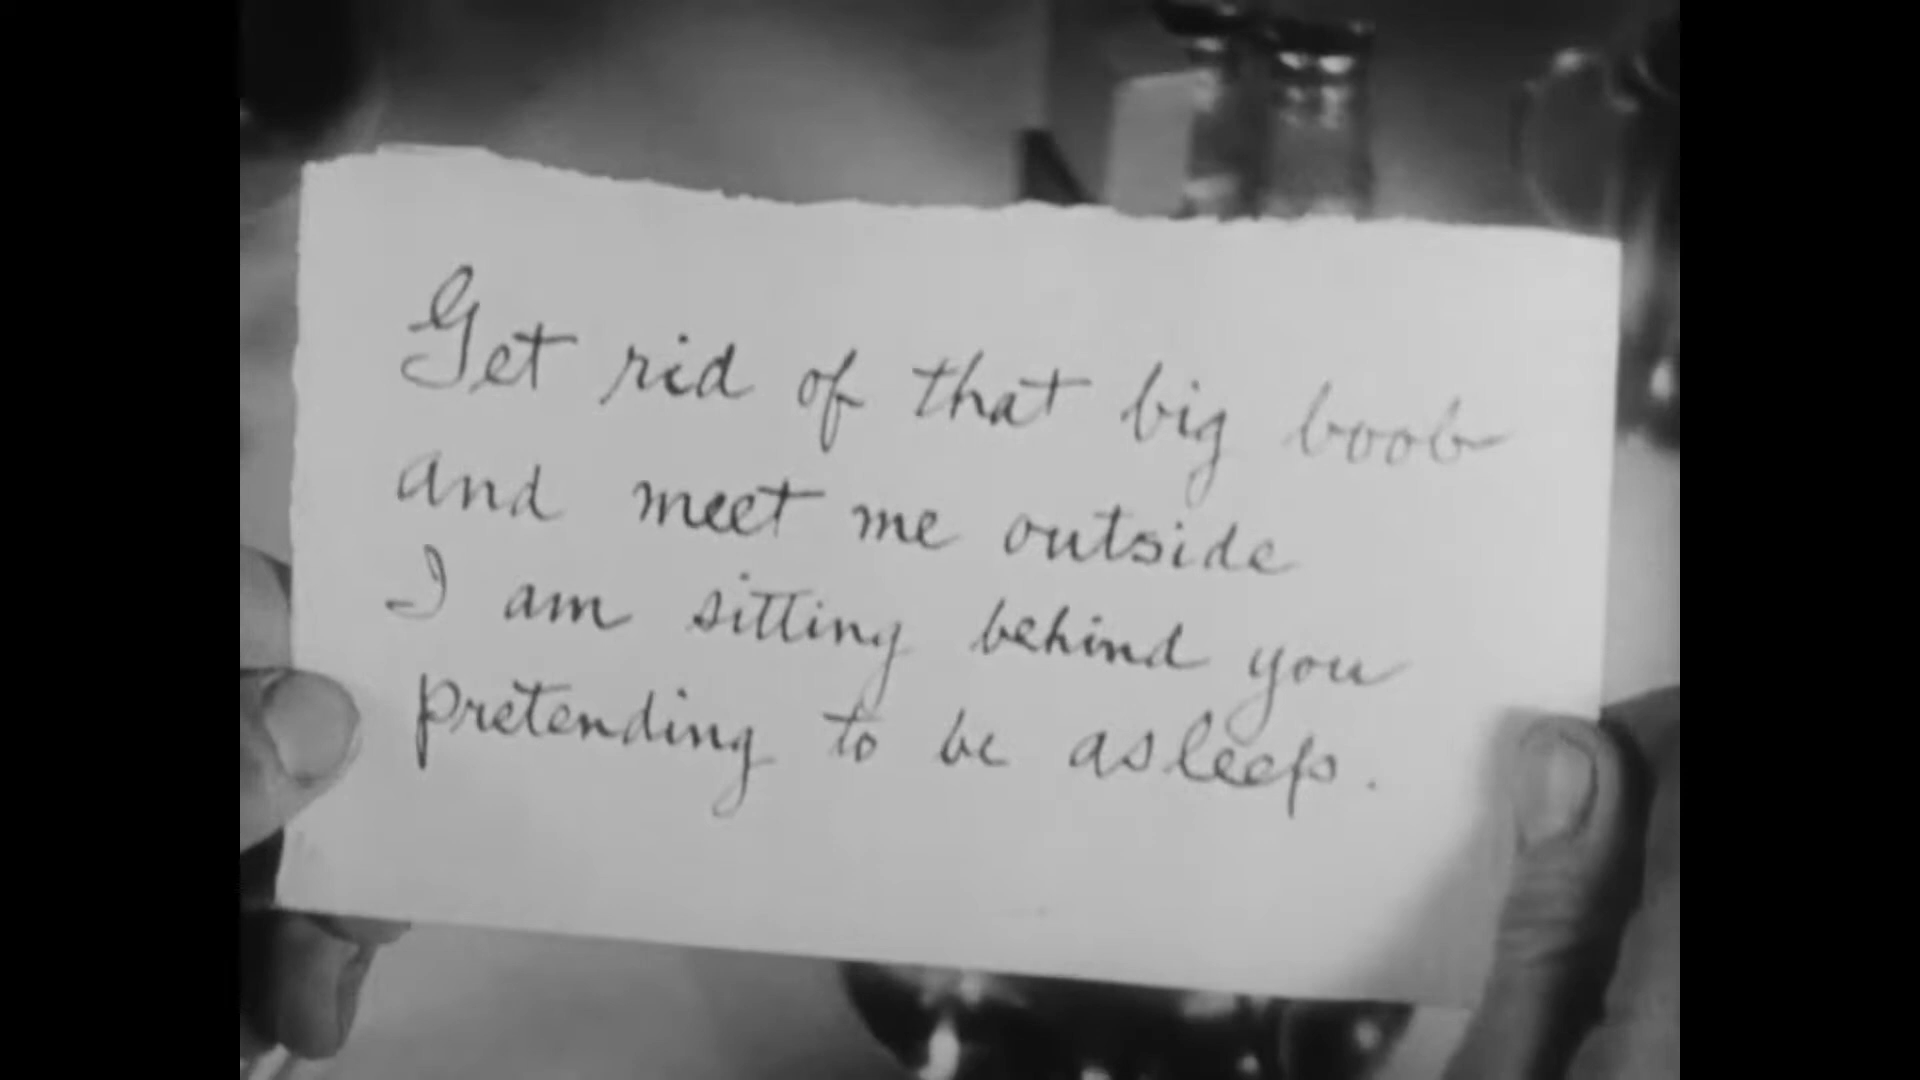 Get rid of that big boob
and meet me outside
I am sitting behind you
pretending to be asleep.